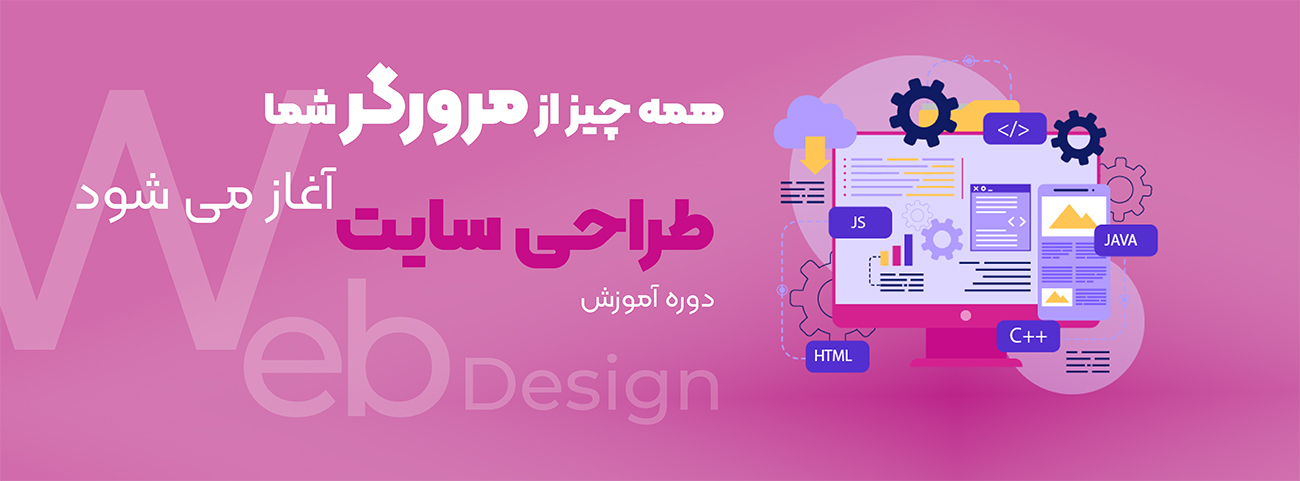 همه چیز از مرورگر شما
آغاز می شود
طراحی سایت
دوره آموزش
Web Design
</>
JS
JAVA
C++
HTML